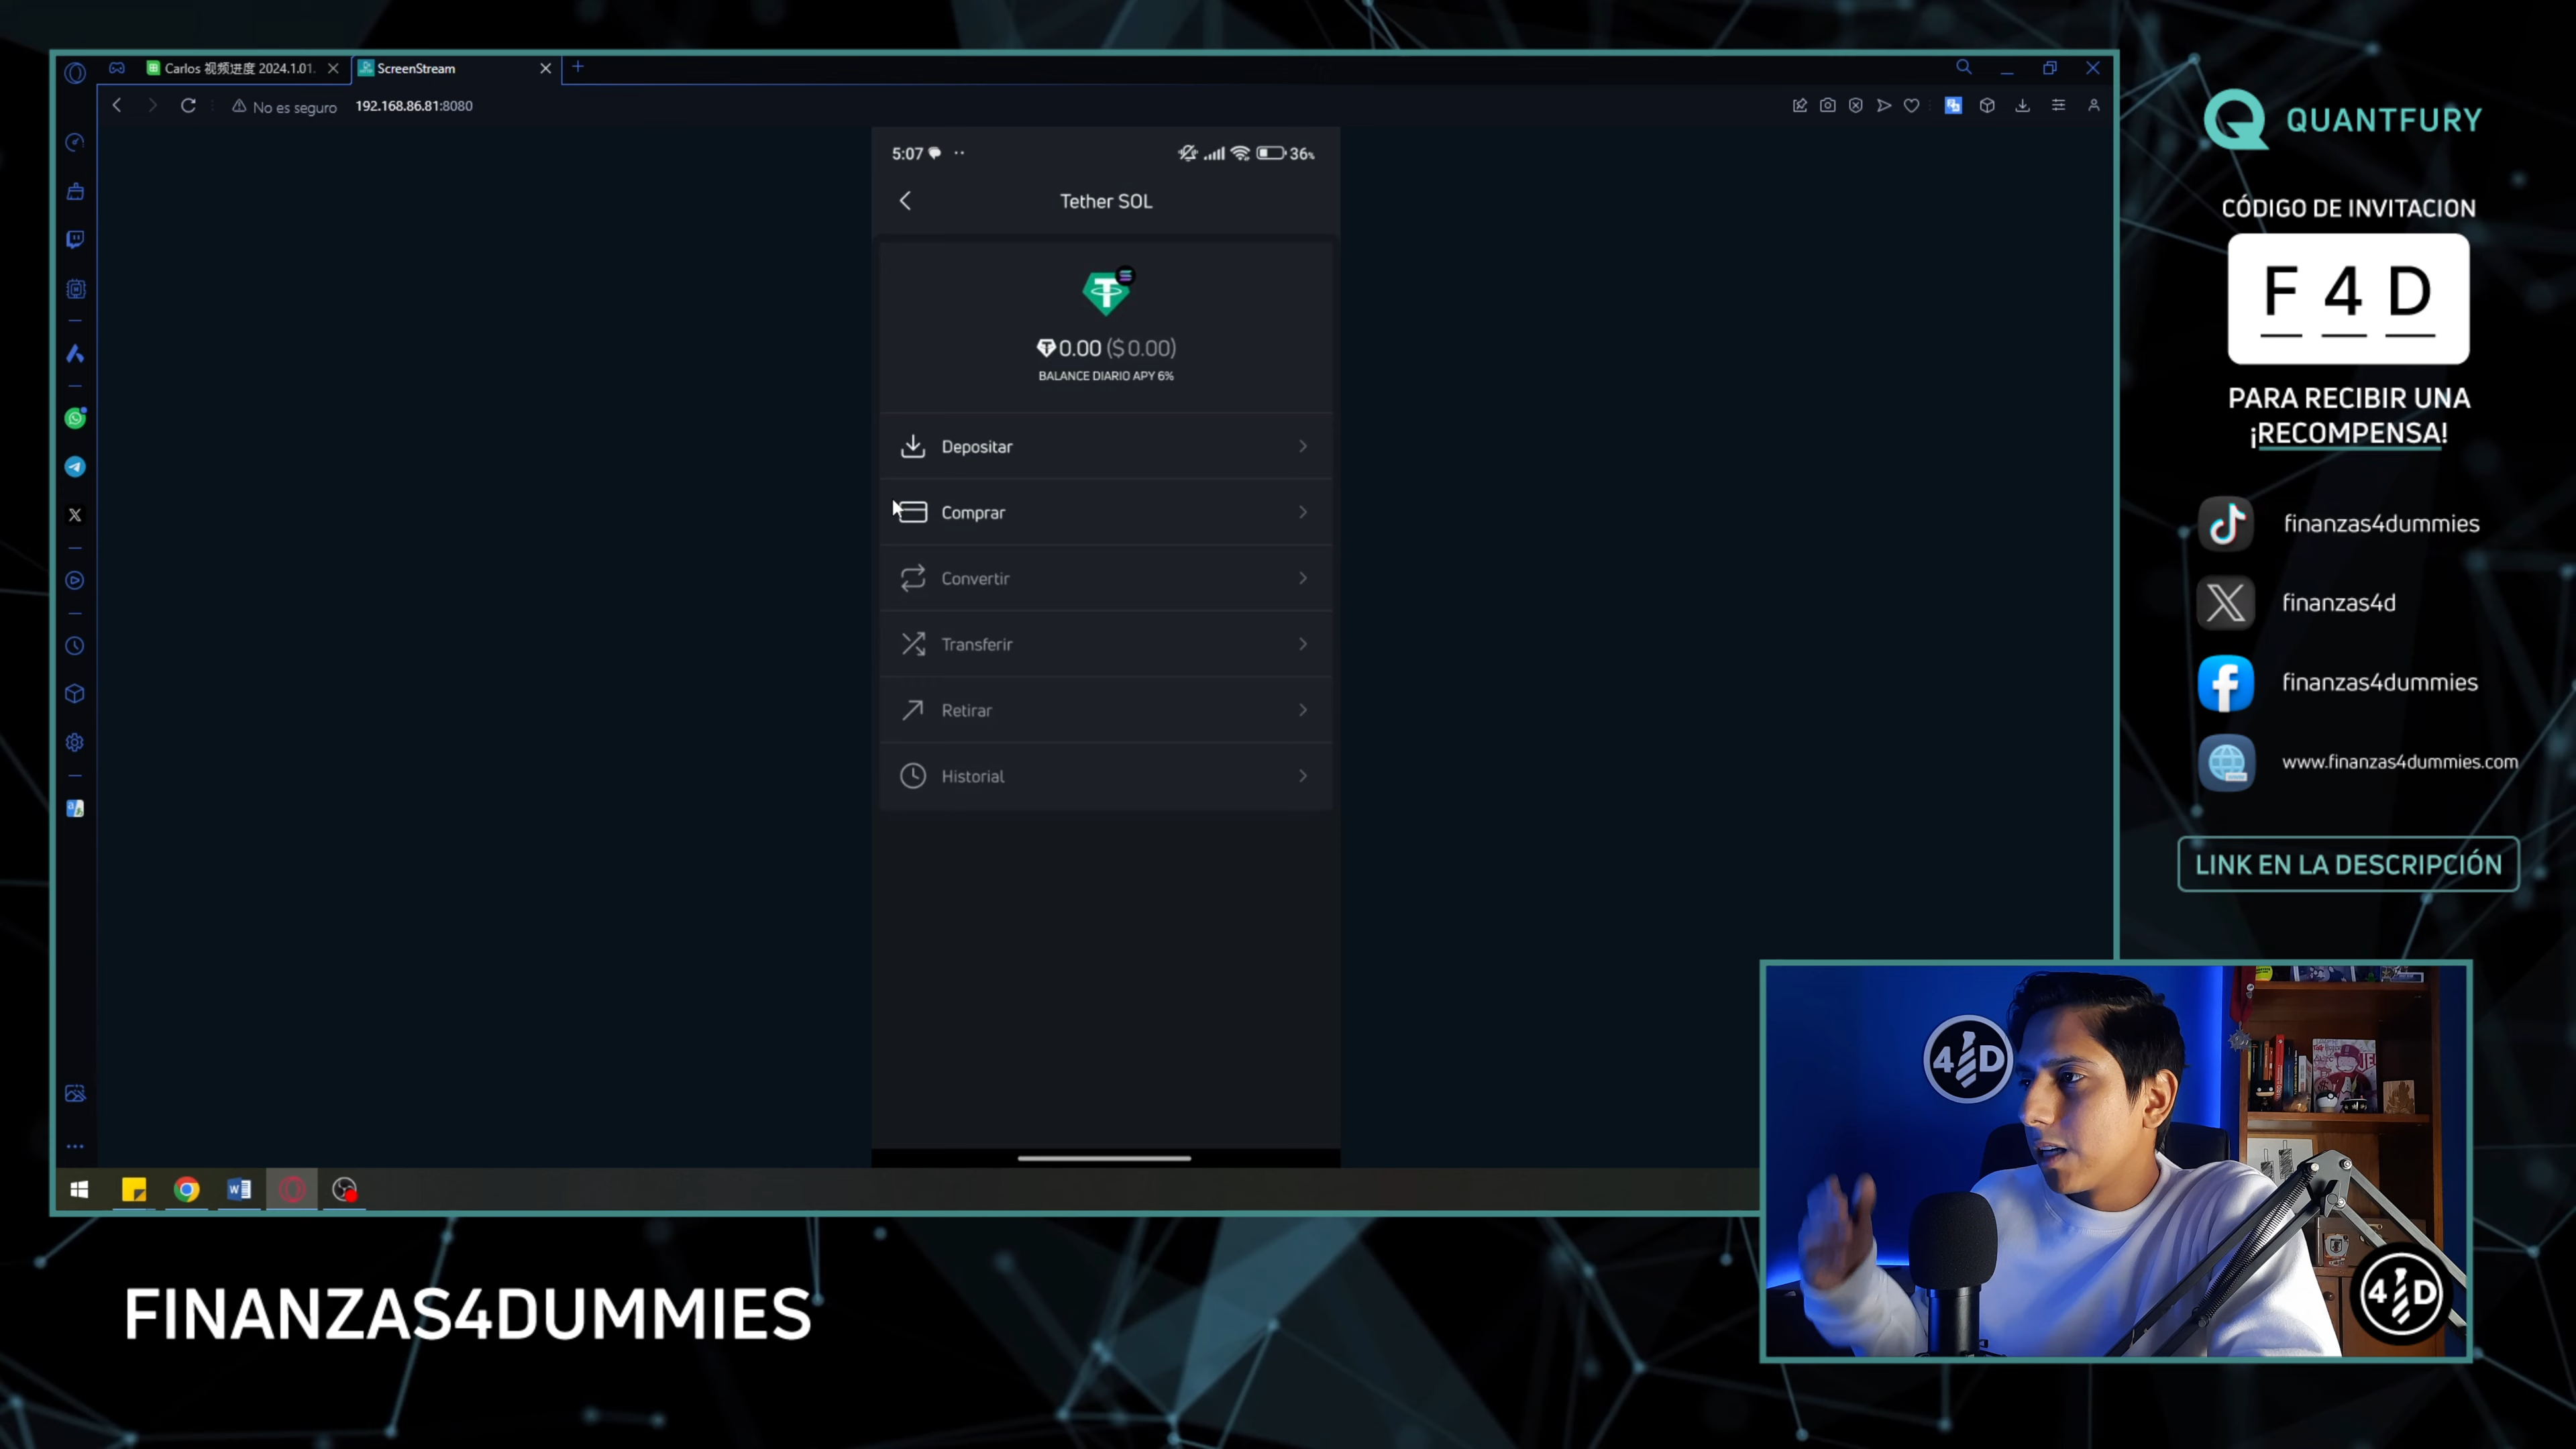 Carlos 视频进度 2024.1.01.
ScreenStream
No es seguro
192.168.86.81:8080
5:07
36%
Tether SOL
0.00 ($0.00)
BALANCE DIARIO APY 6%
Depositar
Comprar
Convertir
Transferir
Retirar
Historial
QUANTFURY
CÓDIGO DE INVITACION
F 4 D
PARA RECIBIR UNA
¡RECOMPENSA!
finanzas4dummies
finanzas4d
finanzas4dummies
www.finanzas4dummies.com
LINK EN LA DESCRIPCIÓN
4 D
4 D
FINANZAS4DUMMIES